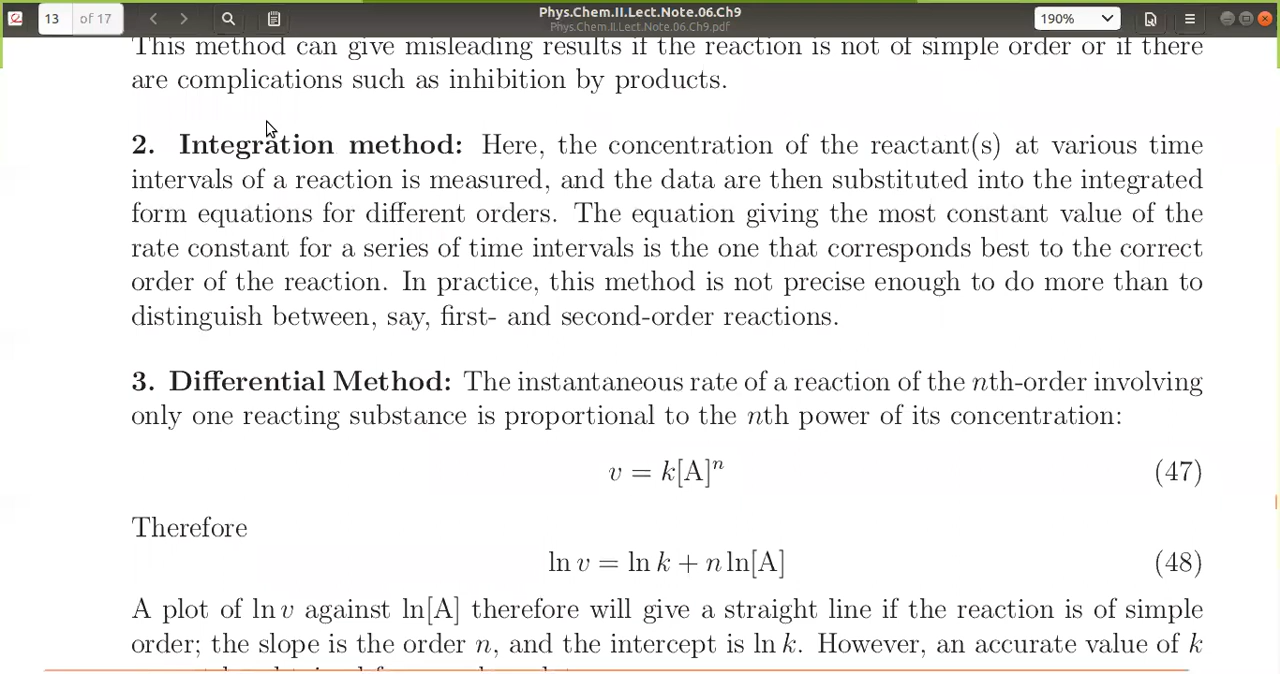 13 of 17
Phys.Chem.II.Lect.Note.06.Ch9
Phys.Chem.II.Lect.Note.06.Ch9.pdf
190%
This method can give misleading results if the reaction is not of simple order or if there
are complications such as inhibition by products.
2. Integration method: Here, the concentration of the reactant(s) at various time
intervals of a reaction is measured, and the data are then substituted into the integrated
form equations for different orders. The equation giving the most constant value of the
rate constant for a series of time intervals is the one that corresponds best to the correct
order of the reaction. In practice, this method is not precise enough to do more than to
distinguish between, say, first- and second-order reactions.
3. Differential Method: The instantaneous rate of a reaction of the nth-order involving
only one reacting substance is proportional to the nth power of its concentration:
v = k[A]ⁿ (47)
Therefore
ln v = ln k + n ln[A] (48)
A plot of ln v against ln[A] therefore will give a straight line if the reaction is of simple
order; the slope is the order n, and the intercept is ln k. However, an accurate value of k